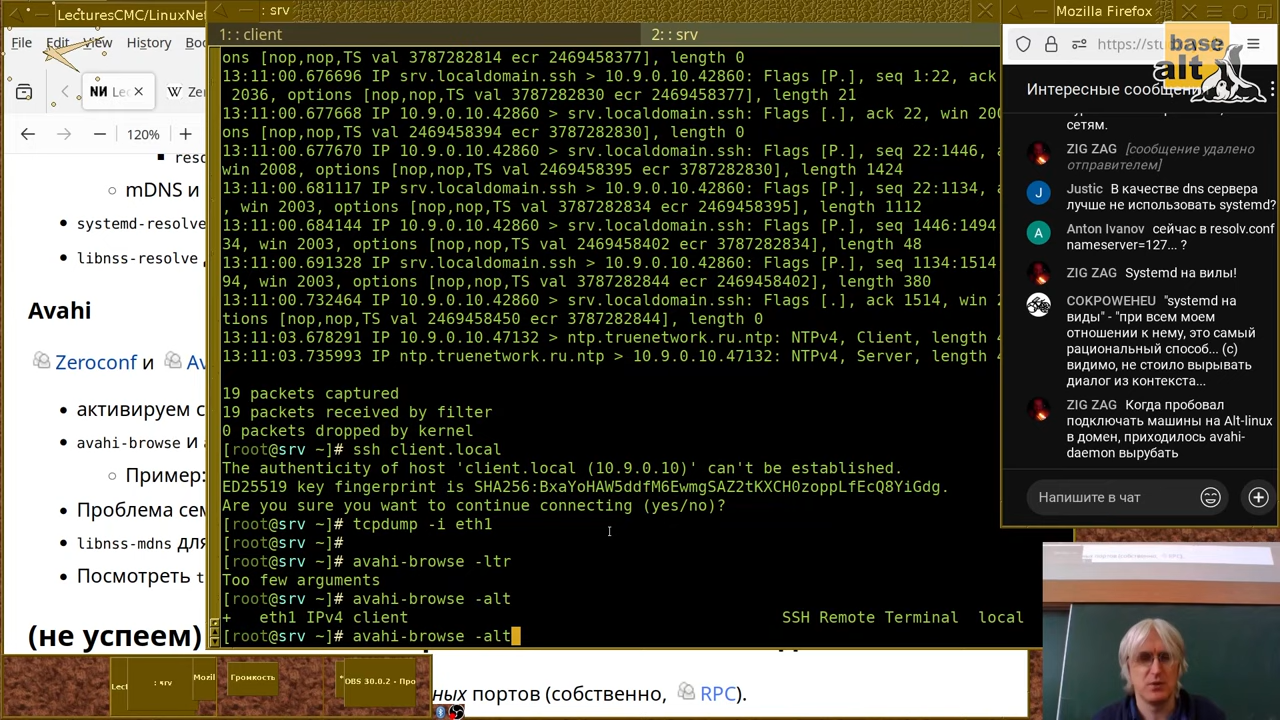 LecturesCMC/LinuxNet
: srv
Mozilla Firefox
File Edit View History
1:: client
2:: srv
https://stu
base
alt
Le
W Zer
Интересные сообщен
120%
reso
mDNS и
systemd-resolve
libnss-resolve
Avahi
Zeroconf и Av
активируем с
avahi-browse и
Пример:
Проблема сем
libnss-mdns для
Посмотреть t
(не успеем)
ons [nop,nop,TS val 3787282814 ecr 2469458377], length 0
13:11:00.676696 IP srv.localdomain.ssh > 10.9.0.10.42860: Flags [P.], seq 1:22, ack
2036, options [nop,nop,TS val 3787282830 ecr 2469458377], length 21
13:11:00.677668 IP 10.9.0.10.42860 > srv.localdomain.ssh: Flags [.], ack 22, win 200
ons [nop,nop,TS val 2469458394 ecr 3787282830], length 0
13:11:00.677670 IP 10.9.0.10.42860 > srv.localdomain.ssh: Flags [P.], seq 22:1446,
win 2008, options [nop,nop,TS val 2469458395 ecr 3787282830], length 1424
13:11:00.681117 IP srv.localdomain.ssh > 10.9.0.10.42860: Flags [P.], seq 22:1134,
, win 2003, options [nop,nop,TS val 3787282834 ecr 2469458395], length 1112
13:11:00.684144 IP 10.9.0.10.42860 > srv.localdomain.ssh: Flags [P.], seq 1446:1494
34, win 2003, options [nop,nop,TS val 2469458402 ecr 3787282834], length 48
13:11:00.691328 IP srv.localdomain.ssh > 10.9.0.10.42860: Flags [P.], seq 1134:1514
94, win 2003, options [nop,nop,TS val 3787282844 ecr 2469458402], length 380
13:11:00.732464 IP 10.9.0.10.42860 > srv.localdomain.ssh: Flags [.], ack 1514, win 2
tions [nop,nop,TS val 2469458450 ecr 3787282844], length 0
13:11:03.678291 IP 10.9.0.10.47132 > ntp.truenetwork.ru.ntp: NTPv4, Client, length
13:11:03.735993 IP ntp.truenetwork.ru.ntp > 10.9.0.10.47132: NTPv4, Server, length
19 packets captured
19 packets received by filter
0 packets dropped by kernel
[root@srv ~]# ssh client.local
The authenticity of host 'client.local (10.9.0.10)' can't be established.
ED25519 key fingerprint is SHA256:BxaYoHAW5ddfM6EwmgSAZ2tKXCH0zoppLfEcQ8YiGdg.
Are you sure you want to continue connecting (yes/no)?
[root@srv ~]# tcpdump -i eth1
[root@srv ~]#
[root@srv ~]# avahi-browse -ltr
Too few arguments
[root@srv ~]# avahi-browse -alt
+ eth1 IPv4 client SSH Remote Terminal local
[root@srv ~]# avahi-browse -alt
сетям.
ZIG ZAG [сообщение удалено
отправителем]
Justic В качестве dns сервера
лучше не использовать systemd?
Anton Ivanov сейчас в resolv.conf
nameserver=127... ?
ZIG ZAG Systemd на вилы!
COKPOWEHEU "systemd на
виды" - "при всем моем
отношении к нему, это самый
рациональный способ... (с)
видимо, не стоило вырывать
диалог из контекста...
ZIG ZAG Когда пробовал
подключать машины на Alt-linux
в домен, приходилось avahi-
daemon вырубать
Напишите в чат
Lect
: srv
Mozil
Громкость
OBS 30.0.2 - Про
ных портов (собственно, RPC).